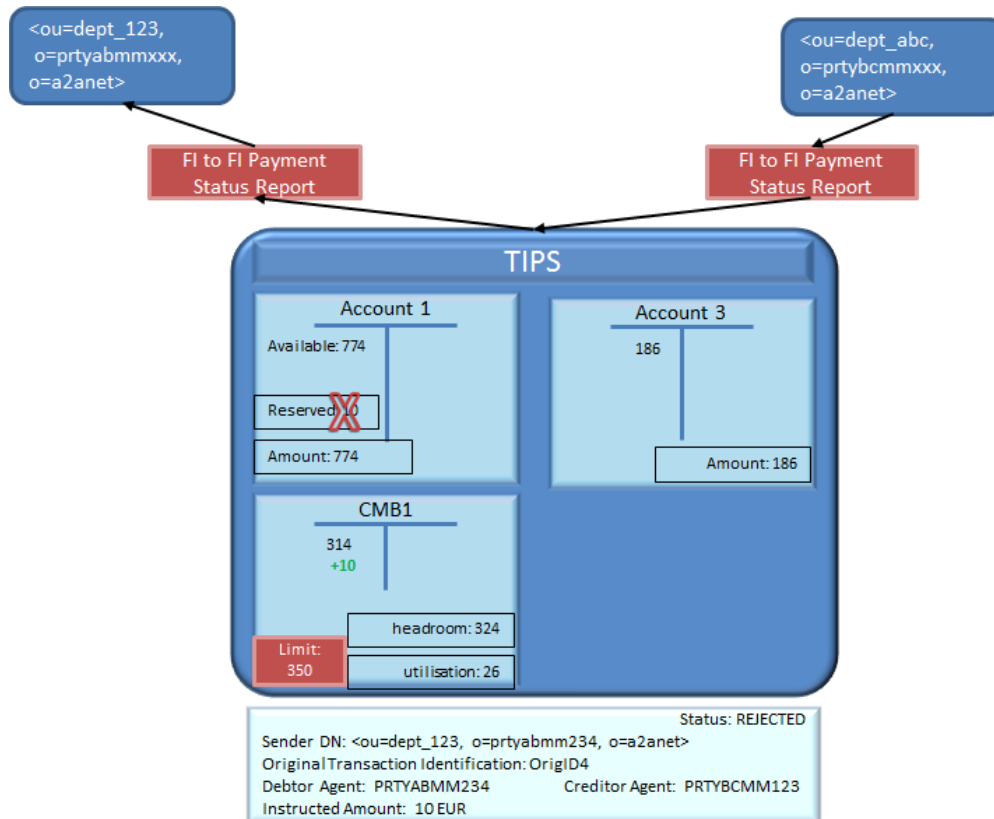 <ou=dept_123,
o=prtyabmmxxx,
o=a2anet>
<ou=dept_abc,
o=prtybcmmxxx,
o=a2anet>
FI to FI Payment
Status Report
FI to FI Payment
Status Report
TIPS
Account 1
Available: 774
Reserved: 10
X
Amount: 774
Account 3
186
Amount: 186
CMB1
314
+10
headroom: 324
Limit:
350
utilisation: 26
Status: REJECTED
Sender DN: <ou=dept_123, o=prtyabmm234, o=a2anet>
Original Transaction Identification: OrigID4
Debtor Agent: PRTYABMM234 Creditor Agent: PRTYBCMM123
Instructed Amount: 10 EUR